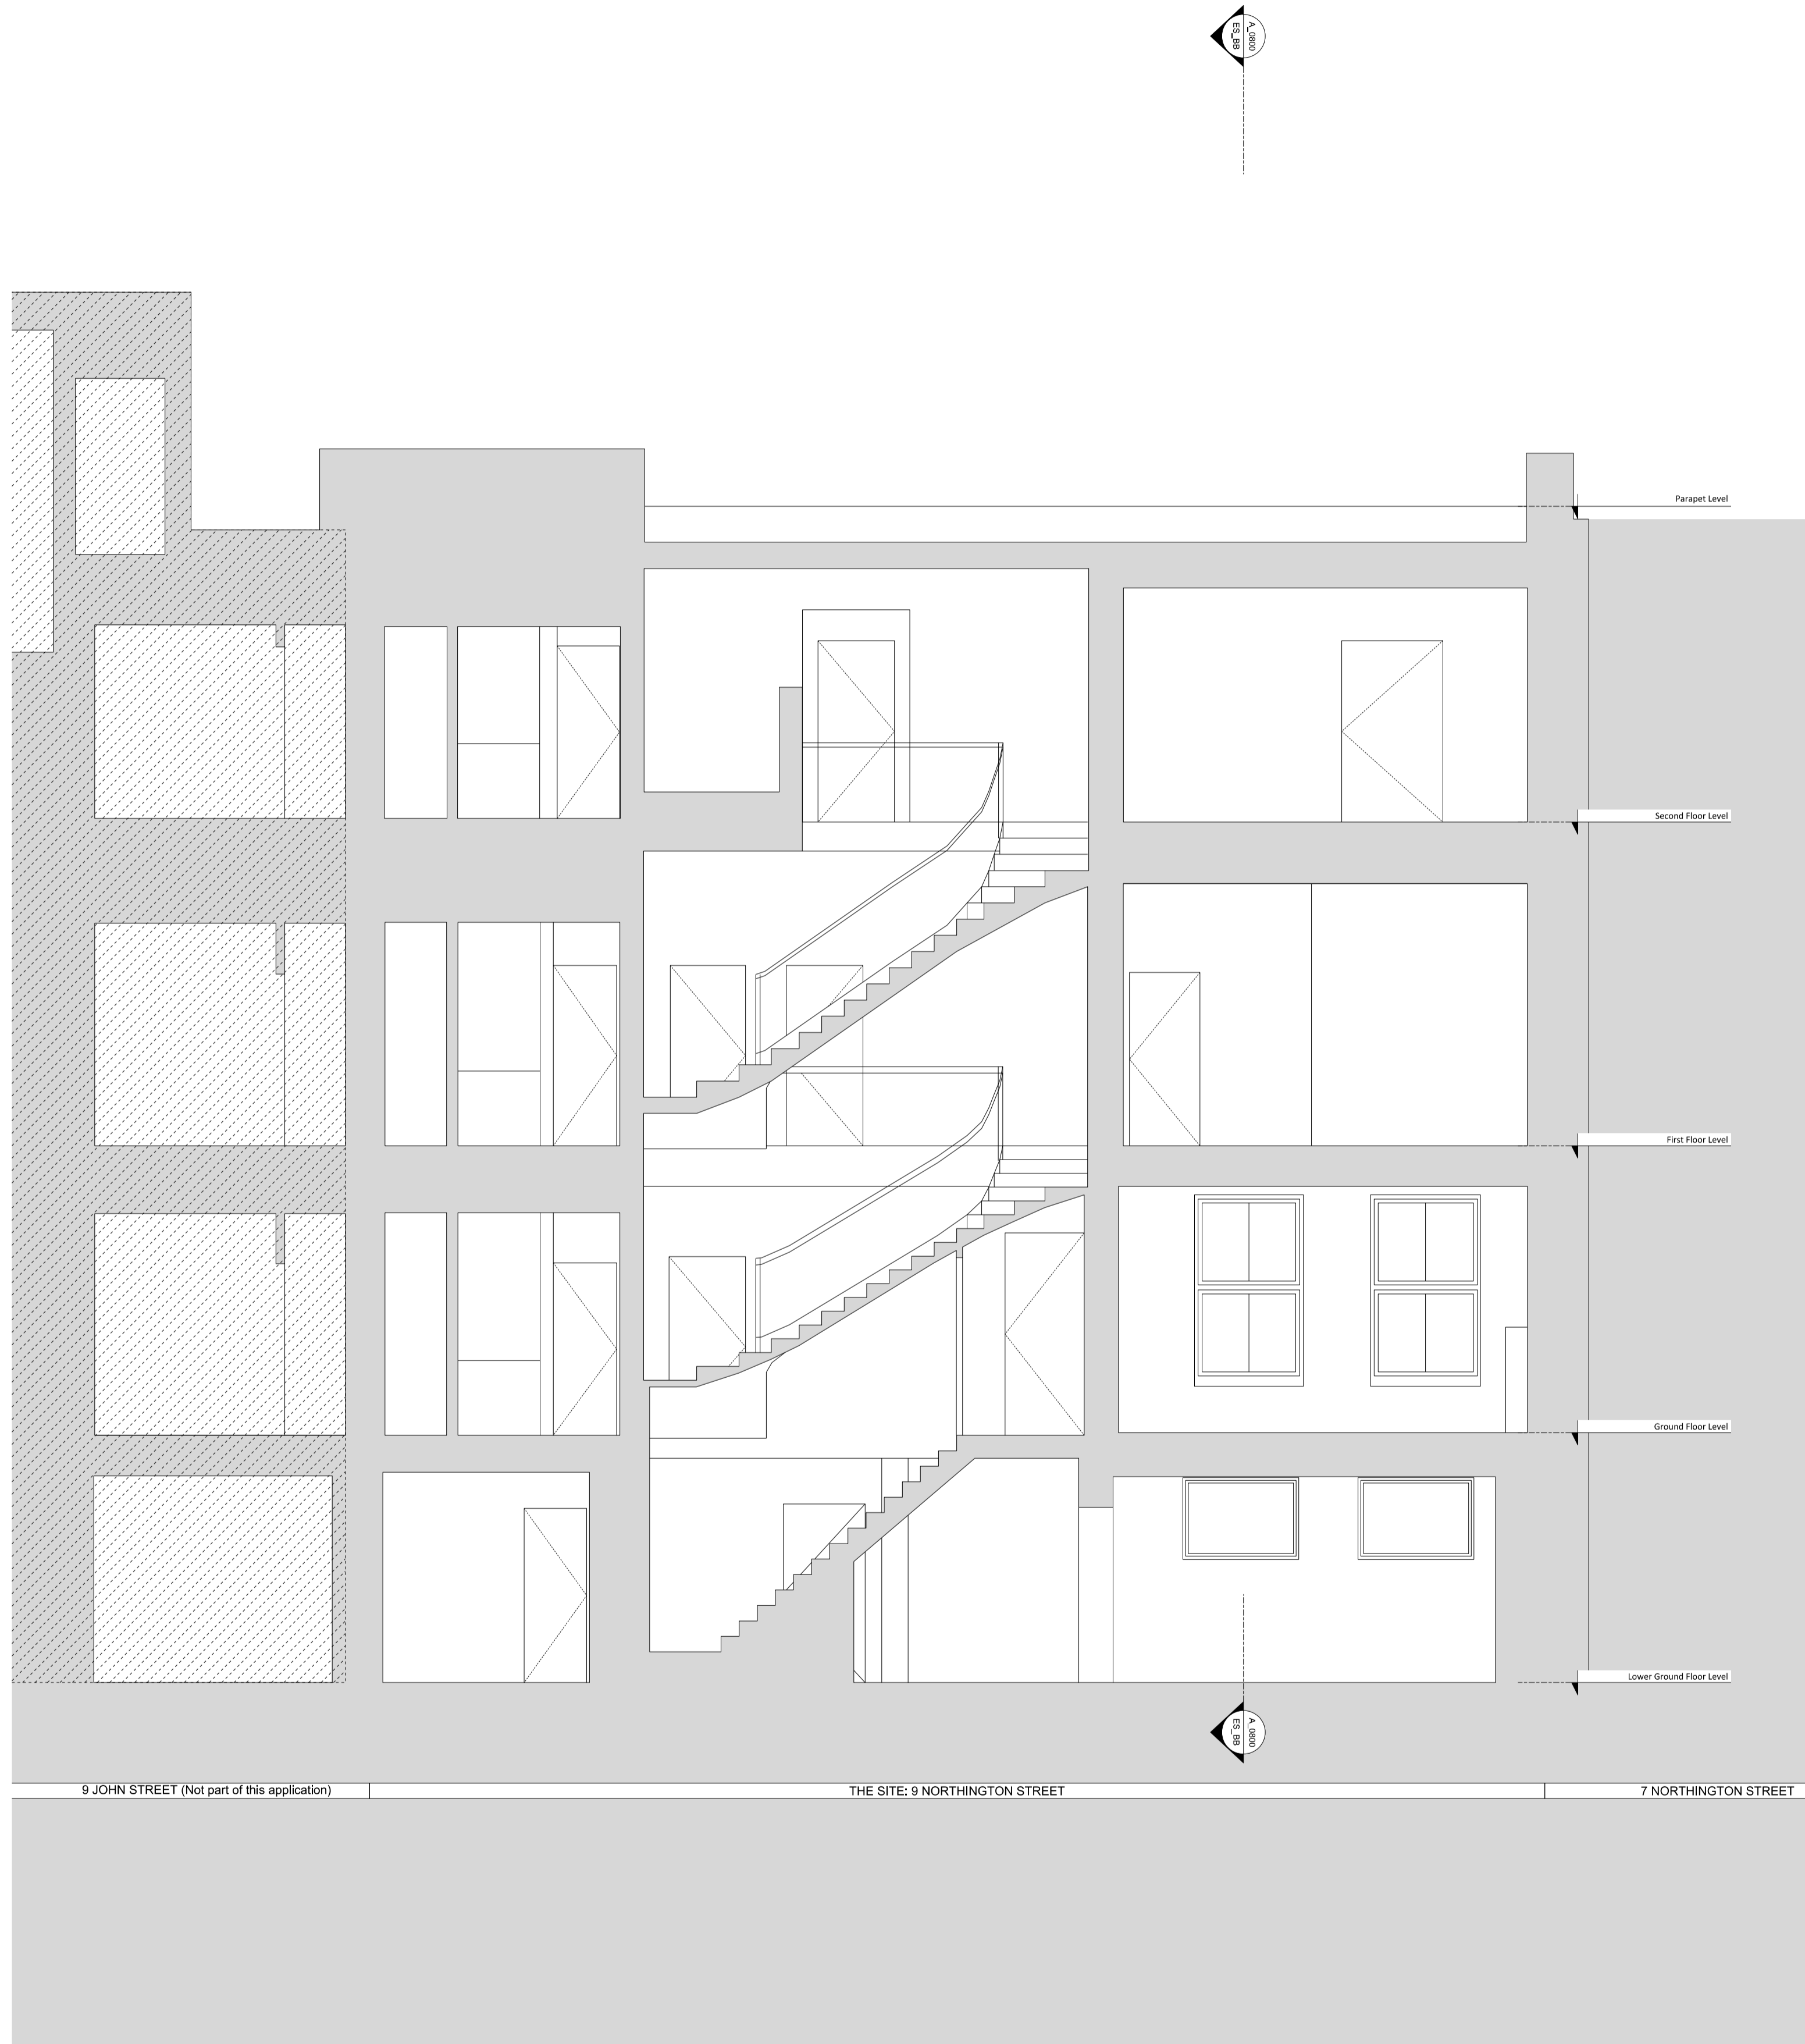 A_0800
ES_BB
Parapet Level
Second Floor Level
First Floor Level
Ground Floor Level
Lower Ground Floor Level
A_0800
ES_BB
9 JOHN STREET (Not part of this application)
THE SITE: 9 NORTHINGTON STREET
7 NORTHINGTON STREET